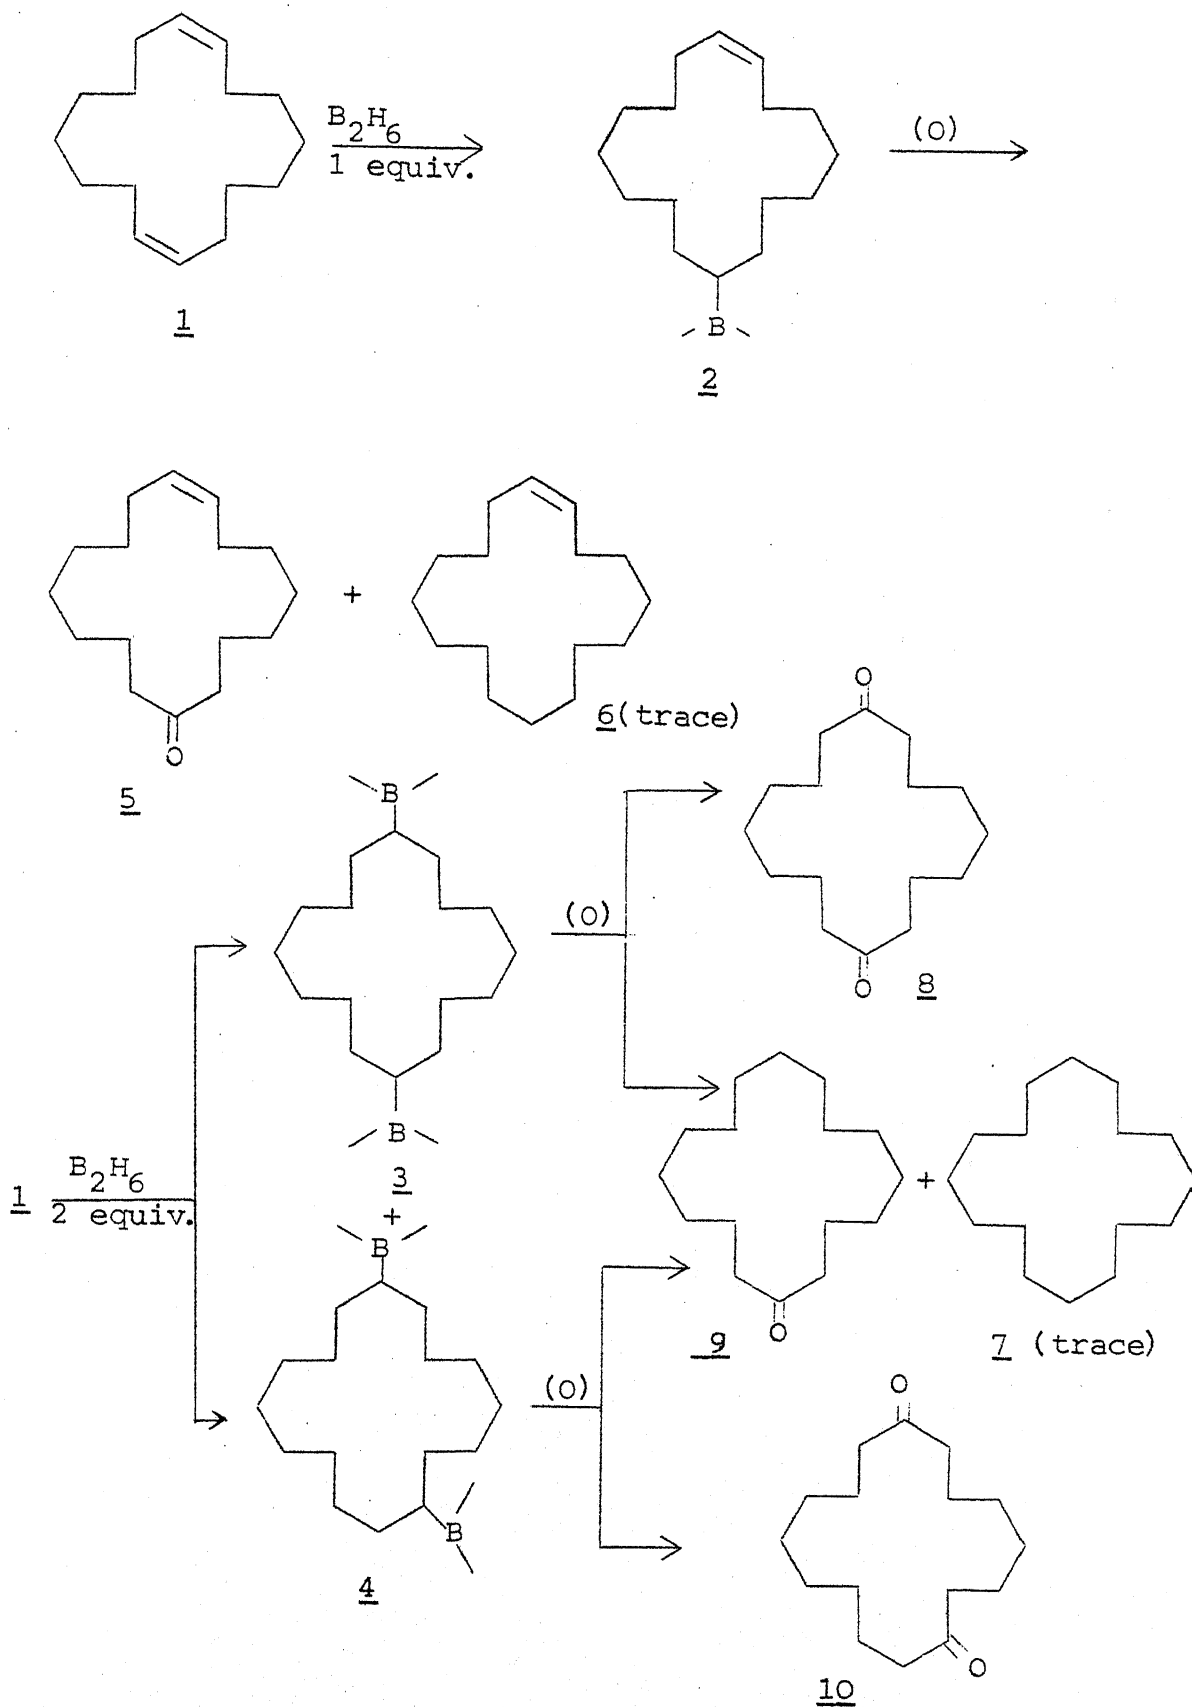 B2H6
1 equiv.
(O)
1
B
2
+
6(trace)
O
5
B
(O)
O
O
8
B
3
1
B2H6
2 equiv.
+
B
+
O
9
7 (trace)
(O)
B
4
O
O
10